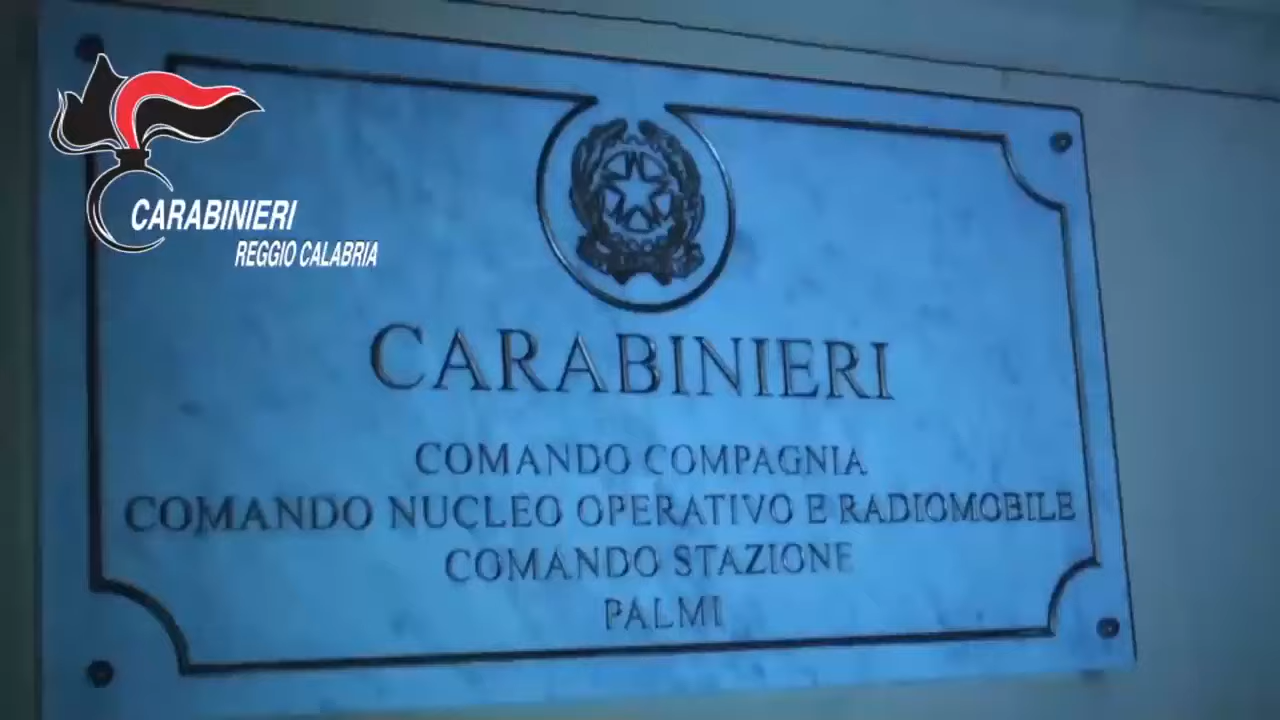 CARABINIERI
REGGIO CALABRIA
CARABINIERI
COMANDO COMPAGNIA
COMANDO NUCLEO OPERATIVO E RADIOMOBILE
COMANDO STAZIONE
PALMI